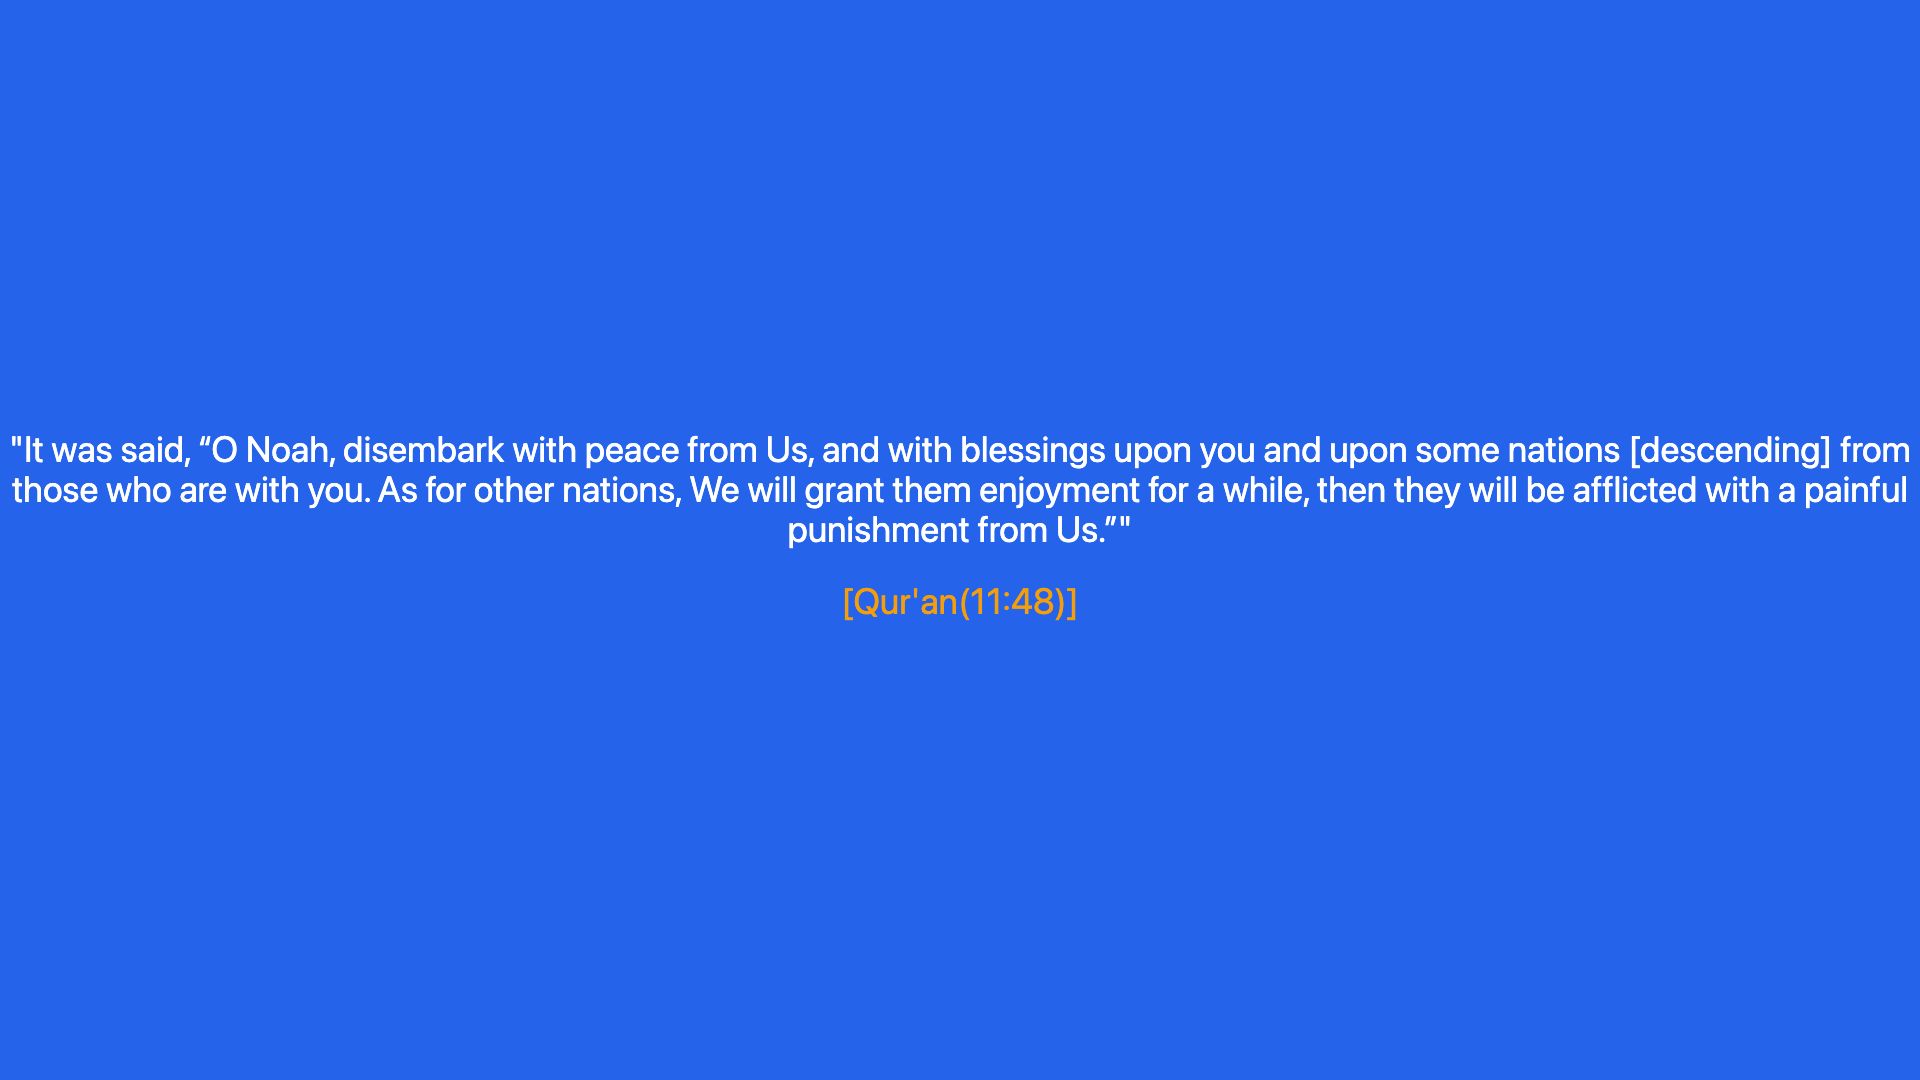 "It was said, “O Noah, disembark with peace from Us, and with blessings upon you and upon some nations [descending] from
those who are with you. As for other nations, We will grant them enjoyment for a while, then they will be afflicted with a painful
punishment from Us.”"
[Qur'an(11:48)]